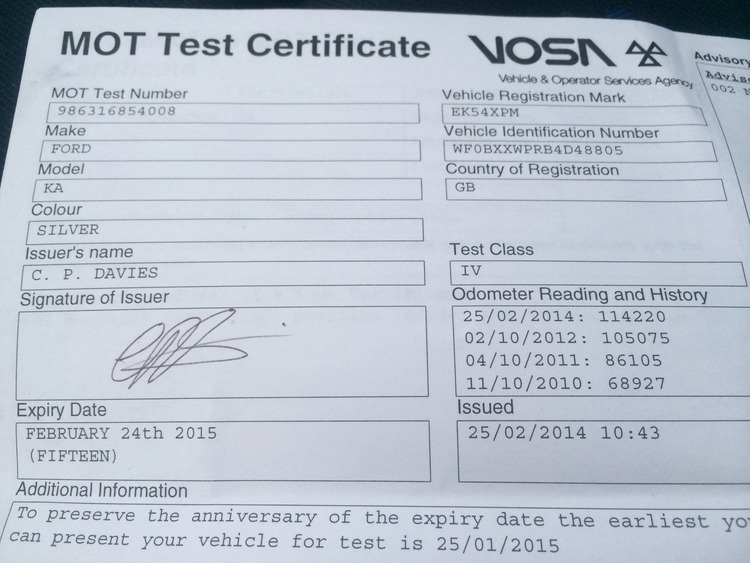 MOT Test Certificate
VOSA
Vehicle & Operator Services Agency
Advisory
002
MOT Test Number
986316854008
Vehicle Registration Mark
EK54XPM
Make
FORD
Vehicle Identification Number
WF0BXXWPRB4D48805
Model
KA
Country of Registration
GB
Colour
SILVER
Issuer's name
C. P. DAVIES
Test Class
IV
Signature of Issuer
Odometer Reading and History
25/02/2014: 114220
02/10/2012: 105075
04/10/2011: 86105
11/10/2010: 68927
Expiry Date
FEBRUARY 24th 2015
(FIFTEEN)
Issued
25/02/2014 10:43
Additional Information
To preserve the anniversary of the expiry date the earliest
can present your vehicle for test is 25/01/2015